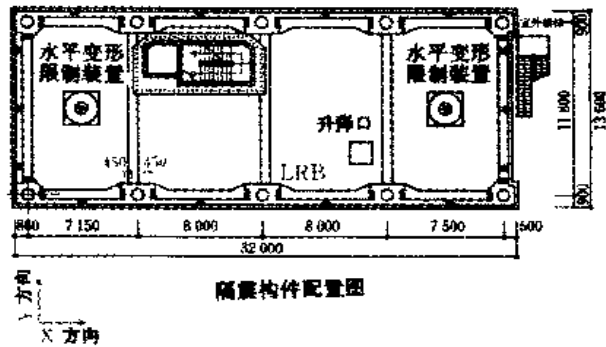 水平变形
限制装置
水平变形
限制装置
升降口
450 450
LRB
900
11 800
13 600
900
7 150
8 000
8 000
7 500
500
32 000
隔震构件配置图
Y 方向
X 方向